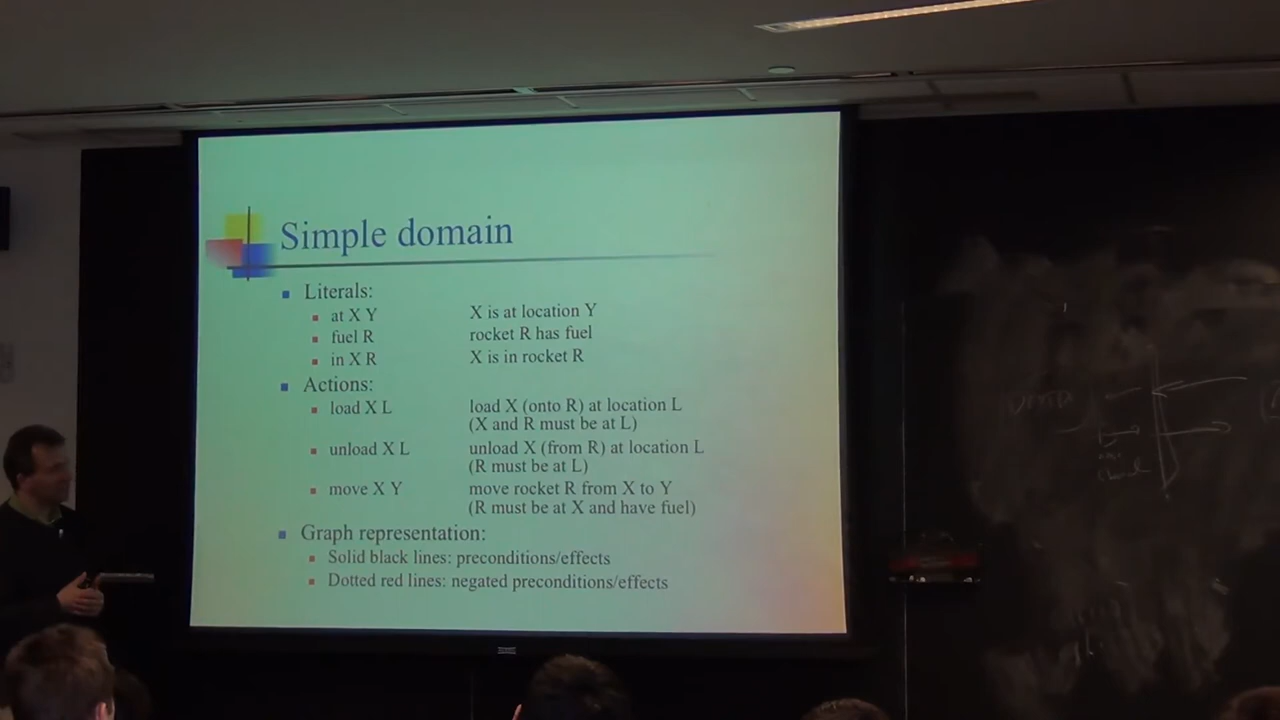 Simple domain
Literals:
at X Y X is at location Y
fuel R rocket R has fuel
in X R X is in rocket R
Actions:
load X L load X (onto R) at location L
(X and R must be at L)
unload X L unload X (from R) at location L
(R must be at L)
move X Y move rocket R from X to Y
(R must be at X and have fuel)
Graph representation:
Solid black lines: preconditions/effects
Dotted red lines: negated preconditions/effects